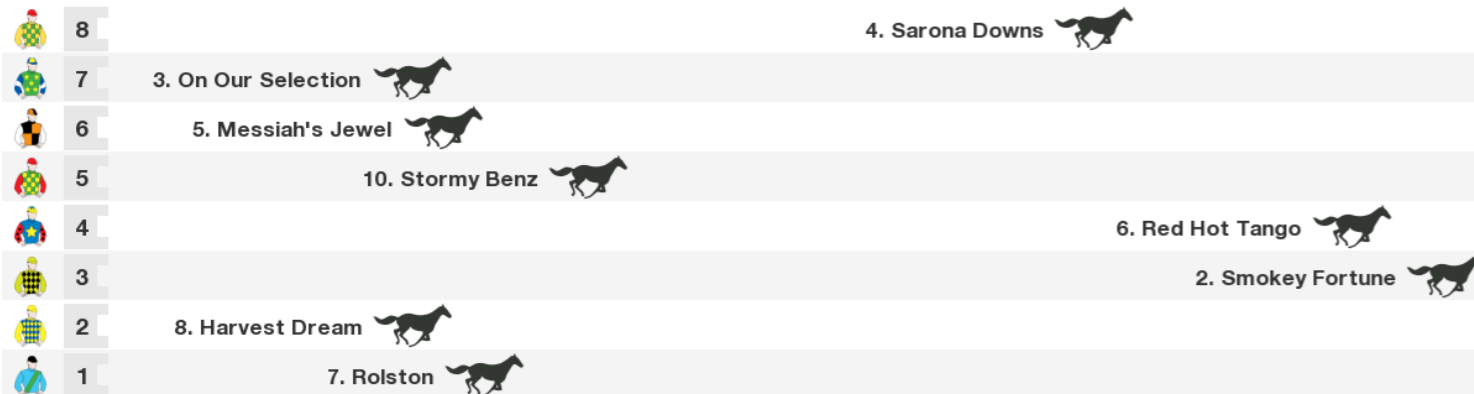 8 4. Sarona Downs
7 3. On Our Selection
6 5. Messiah's Jewel
5 10. Stormy Benz
4 6. Red Hot Tango
3 2. Smokey Fortune
2 8. Harvest Dream
1 7. Rolston